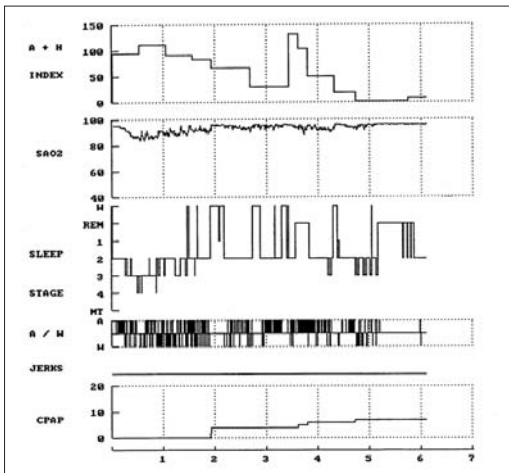 150
A + H
100
INDEX
50
0
100
SAO2
80
60
40
W
REM
1
SLEEP
2
3
STAGE
4
MT
A
A / W
W
JERKS
20
CPAP
10
0
1 2 3 4 5 6 7